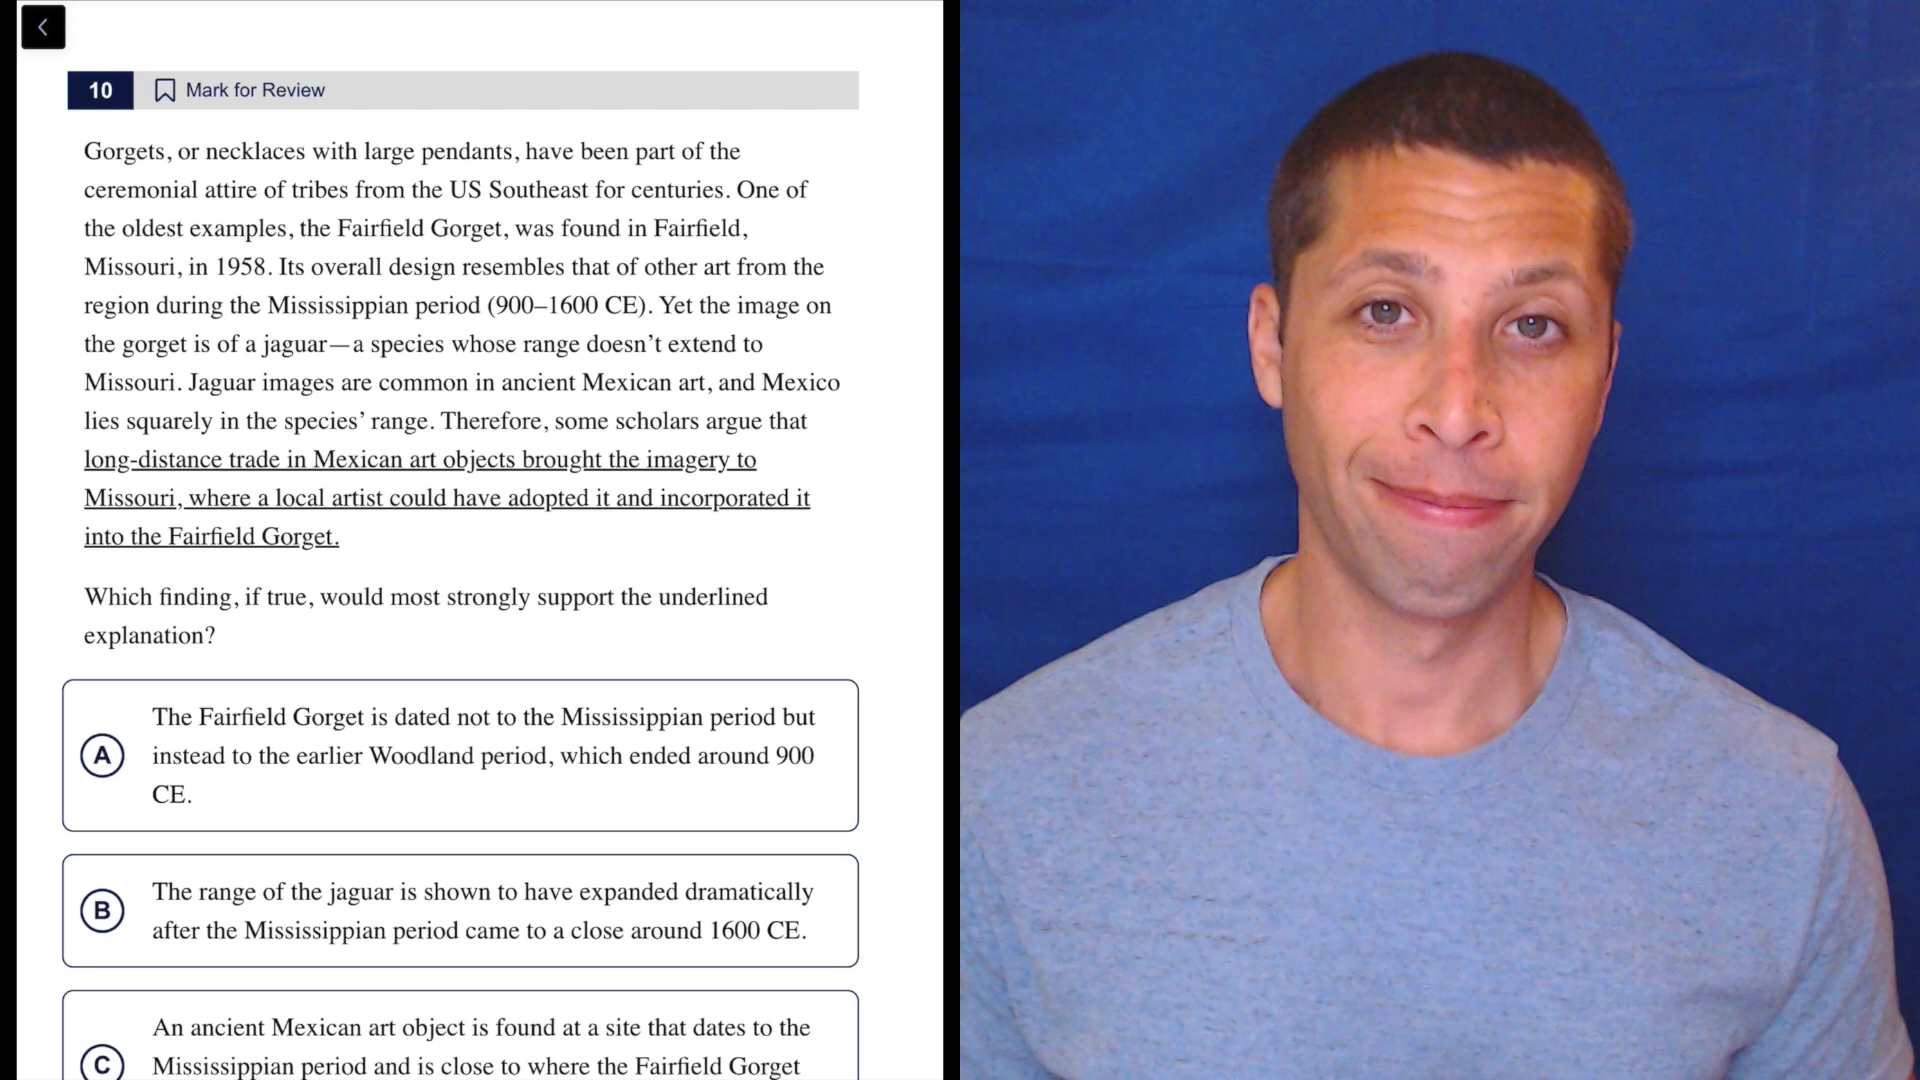 10 Mark for Review
Gorgets, or necklaces with large pendants, have been part of the
ceremonial attire of tribes from the US Southeast for centuries. One of
the oldest examples, the Fairfield Gorget, was found in Fairfield,
Missouri, in 1958. Its overall design resembles that of other art from the
region during the Mississippian period (900–1600 CE). Yet the image on
the gorget is of a jaguar—a species whose range doesn’t extend to
Missouri. Jaguar images are common in ancient Mexican art, and Mexico
lies squarely in the species’ range. Therefore, some scholars argue that
long-distance trade in Mexican art objects brought the imagery to
Missouri, where a local artist could have adopted it and incorporated it
into the Fairfield Gorget.
Which finding, if true, would most strongly support the underlined
explanation?
A
The Fairfield Gorget is dated not to the Mississippian period but
instead to the earlier Woodland period, which ended around 900
CE.
B
The range of the jaguar is shown to have expanded dramatically
after the Mississippian period came to a close around 1600 CE.
C
An ancient Mexican art object is found at a site that dates to the
Mississippian period and is close to where the Fairfield Gorget